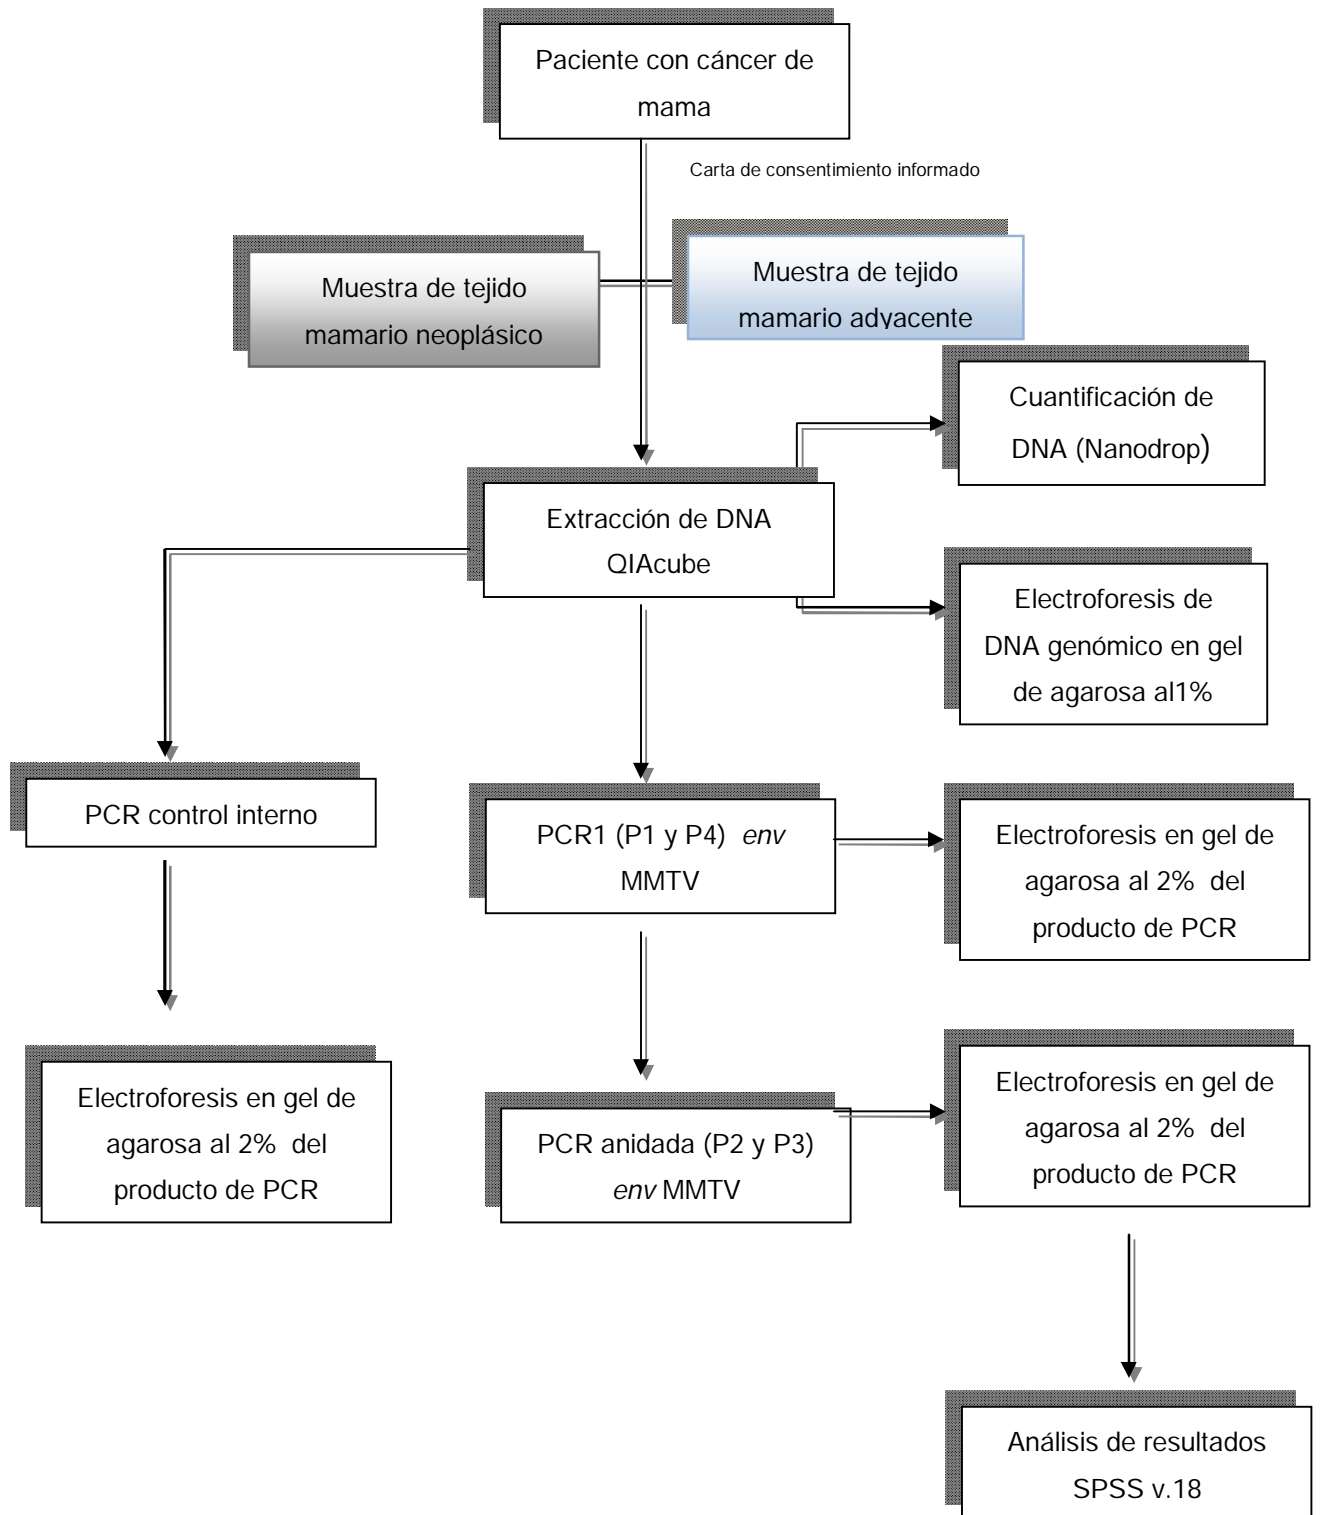 Paciente con cáncer de
mama
Carta de consentimiento informado
Muestra de tejido
mamario neoplásico
Muestra de tejido
mamario adyacente
Cuantificación de
DNA (Nanodrop)
Extracción de DNA
QIAcube
Electroforesis de
DNA genómico en gel
de agarosa al1%
PCR control interno
PCR1 (P1 y P4) env
MMTV
Electroforesis en gel de
agarosa al 2% del
producto de PCR
Electroforesis en gel de
agarosa al 2% del
producto de PCR
PCR anidada (P2 y P3)
env MMTV
Electroforesis en gel de
agarosa al 2% del
producto de PCR
Análisis de resultados
SPSS v.18